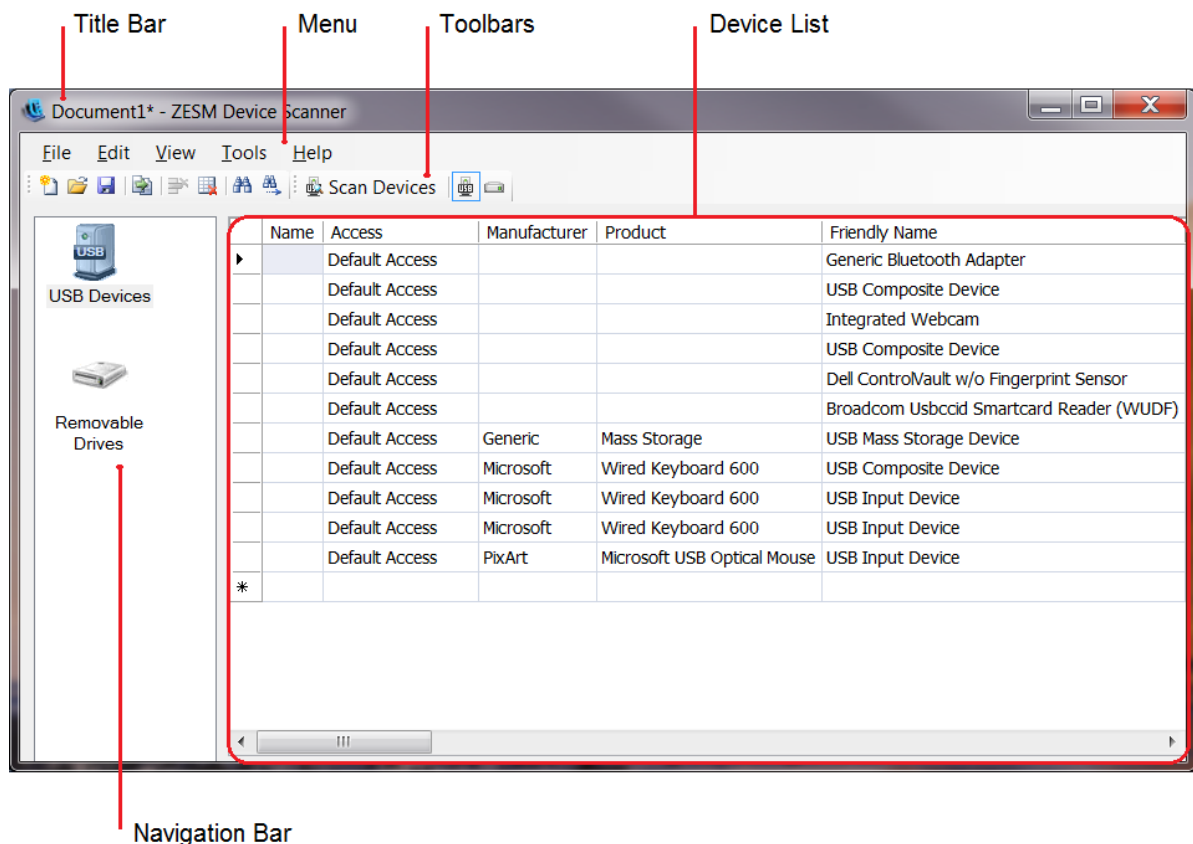 Title Bar Menu Toolbars Device List
Document1* - ZESM Device Scanner
File Edit View Tools Help
Scan Devices
USB
USB Devices
Removable
Drives
Name Access Manufacturer Product Friendly Name
Default Access Generic Bluetooth Adapter
Default Access USB Composite Device
Default Access Integrated Webcam
Default Access USB Composite Device
Default Access Dell ControlVault w/o Fingerprint Sensor
Default Access Broadcom Usbccid Smartcard Reader (WUDF)
Default Access Generic Mass Storage USB Mass Storage Device
Default Access Microsoft Wired Keyboard 600 USB Composite Device
Default Access Microsoft Wired Keyboard 600 USB Input Device
Default Access Microsoft Wired Keyboard 600 USB Input Device
Default Access PixArt Microsoft USB Optical Mouse USB Input Device
Navigation Bar